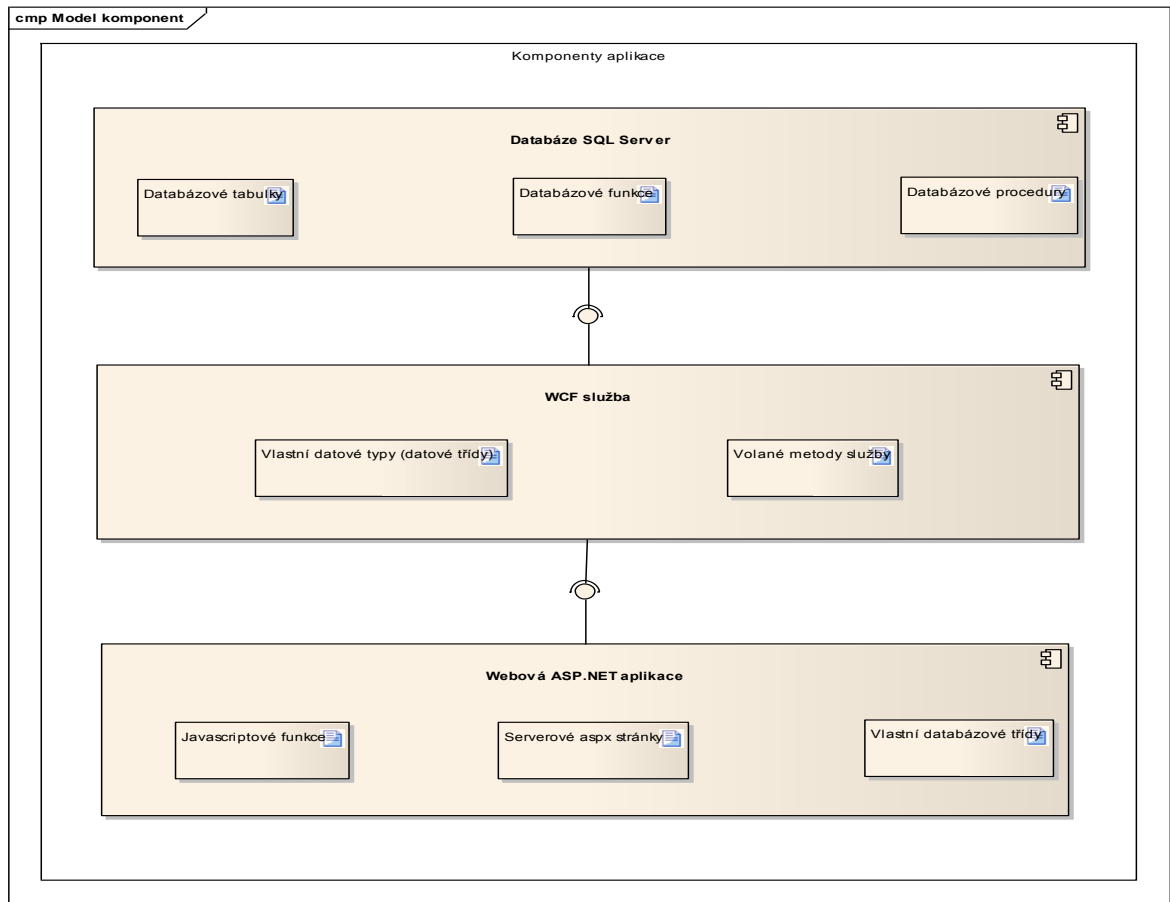 cmp Model komponent
Komponenty aplikace
Databáze SQL Server
Databázové tabulky
Databázové funkce
Databázové procedury
WCF služba
Vlastní datové typy (datové třídy)
Volané metody služby
Webová ASP.NET aplikace
Javascriptové funkce
Serverové aspx stránky
Vlastní databázové třídy